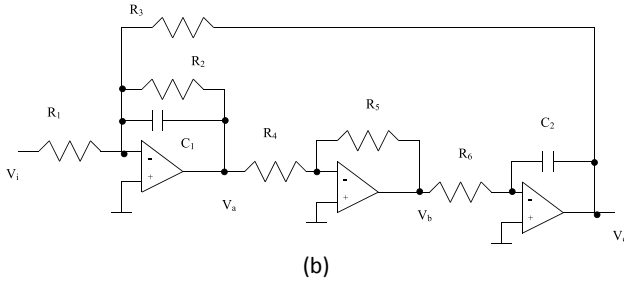 R3
R2
R1
C1
R4
R5
R6
C2
-
+
-
+
-
+
Vi
Va
Vb
(b)